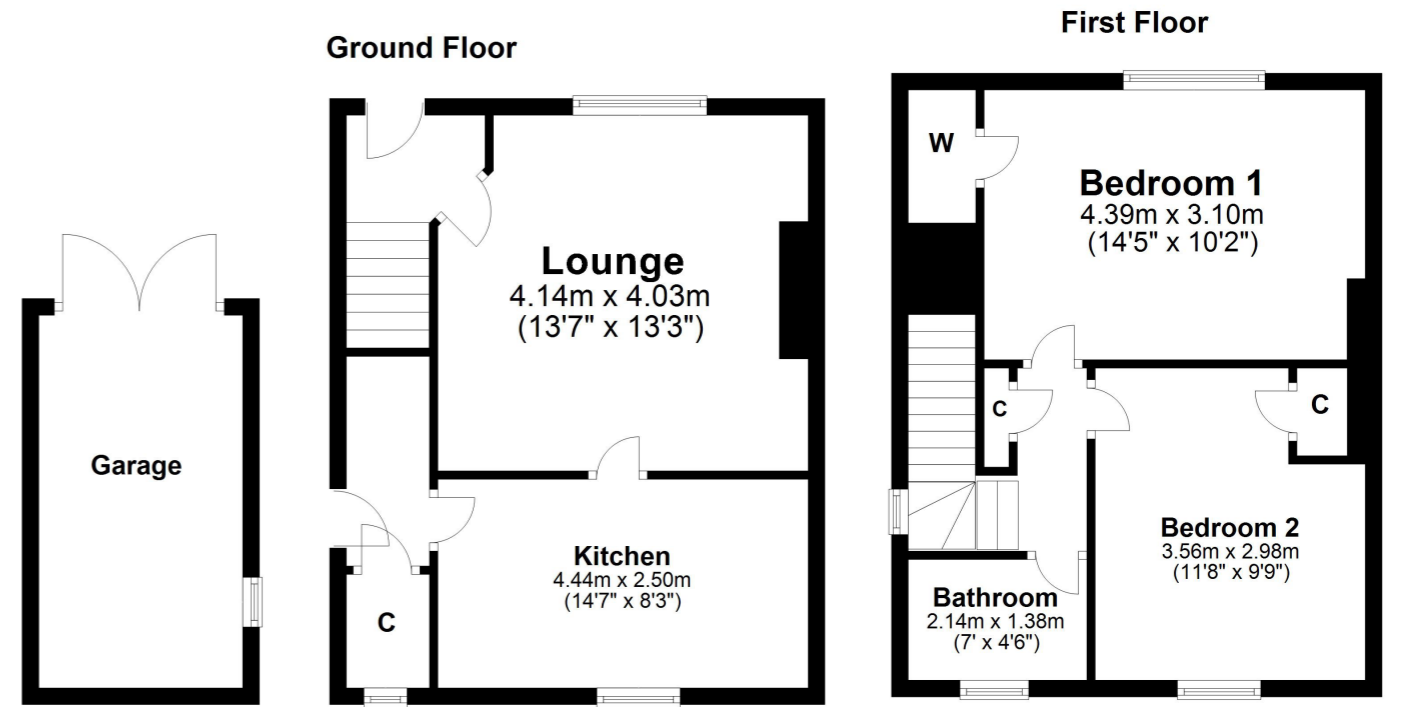 Ground Floor
Lounge
4.14m x 4.03m
(13'7" x 13'3")
Garage
Kitchen
4.44m x 2.50m
(14'7" x 8'3")
C
First Floor
W
Bedroom 1
4.39m x 3.10m
(14'5" x 10'2")
C
C
Bedroom 2
3.56m x 2.98m
(11'8" x 9'9")
Bathroom
2.14m x 1.38m
(7' x 4'6")